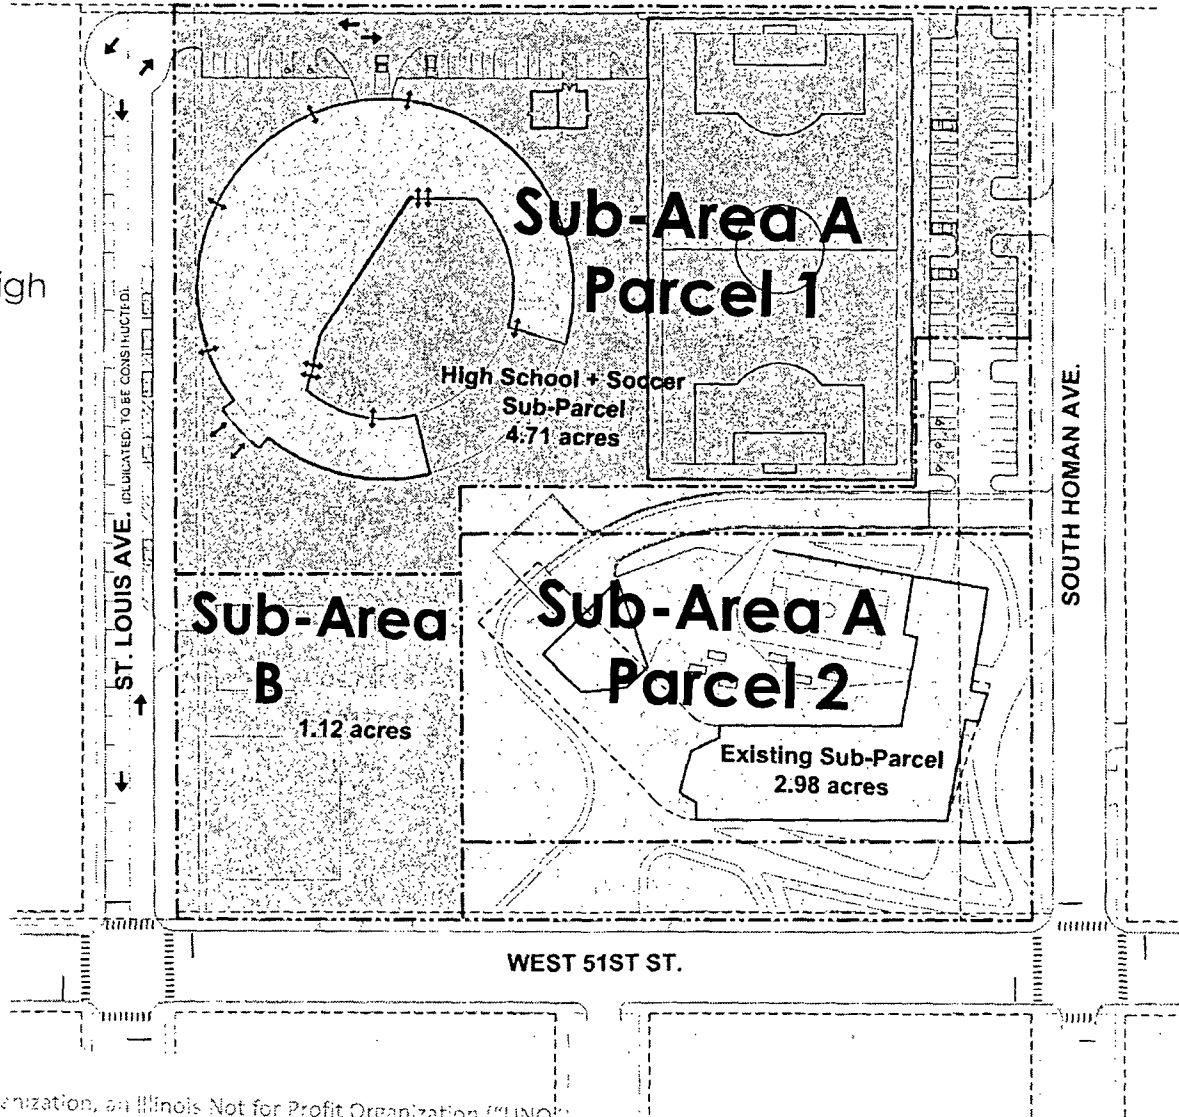 Sub-Area A
Parcel 1
igh
High School + Soccer
Sub-Parcel
4.71 acres
ST. LOUIS AVE. (DEDICATED; TO BE CONSTRUCTED).
SOUTH HOMAN AVE.
Sub-Area
B
1.12 acres
Sub-Area A
Parcel 2
Existing Sub-Parcel
2.98 acres
WEST 51ST ST.
anization, an Illinois Not for Profit Organization ("UNO"